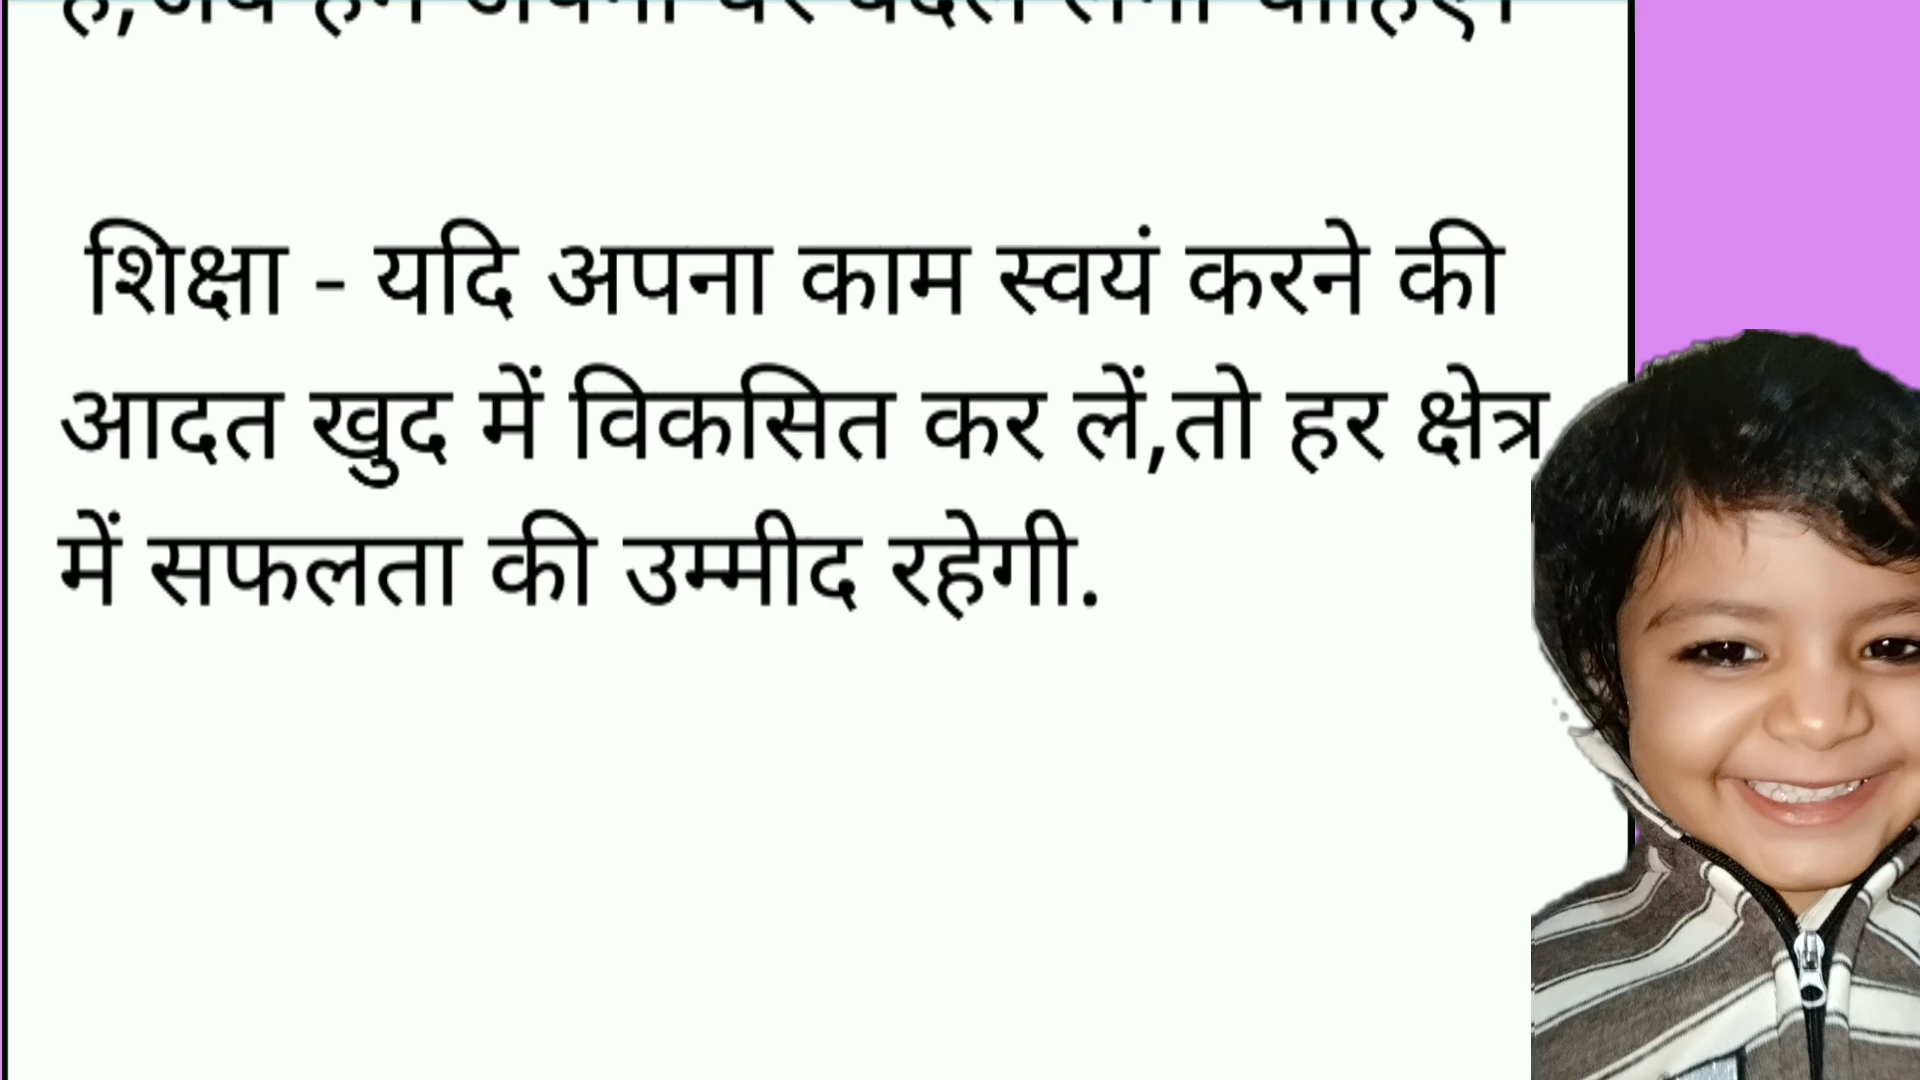 शिक्षा - यदि अपना काम स्वयं करने की
आदत खुद में विकसित कर लें,तो हर क्षेत्र
में सफलता की उम्मीद रहेगी.